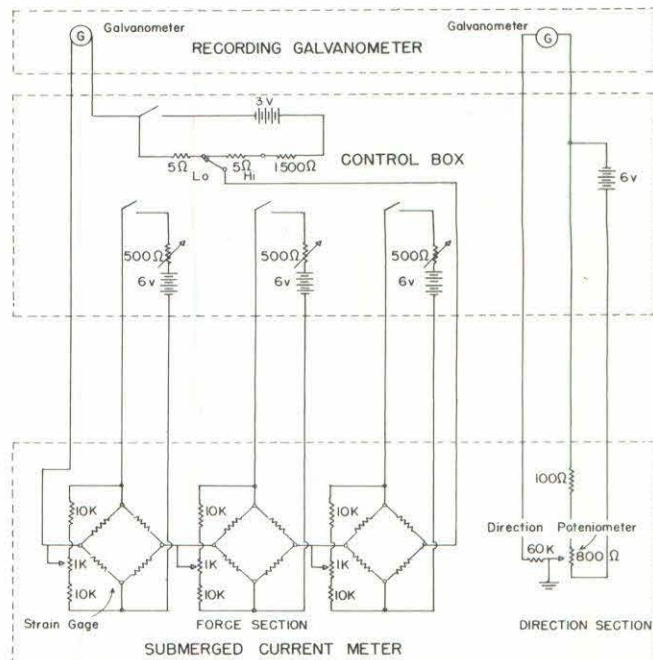 Galvanometer
G
RECORDING GALVANOMETER
Galvanometer
G
3v
5Ω
5Ω
1500Ω
Lo
Hi
CONTROL BOX
6v
500Ω
6v
500Ω
6v
500Ω
6v
100Ω
Direction Poteniometer
60K
800Ω
10K
1K
10K
10K
1K
10K
10K
1K
10K
Strain Gage
FORCE SECTION
DIRECTION SECTION
SUBMERGED CURRENT METER